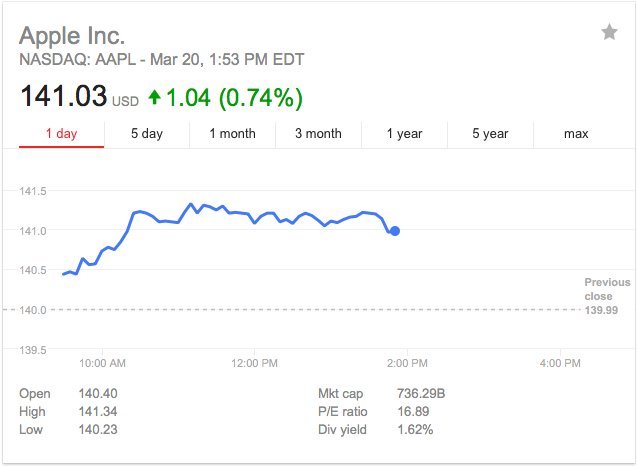 Apple Inc.
NASDAQ: AAPL - Mar 20, 1:53 PM EDT
141.03 USD 1.04 (0.74%)
1 day 5 day 1 month 3 month 1 year 5 year max
141.5
141.0
140.5
Previous
close
140.0 139.99
139.5
10:00 AM 12:00 PM 2:00 PM 4:00 PM
Open 140.40 Mkt cap 736.29B
High 141.34 P/E ratio 16.89
Low 140.23 Div yield 1.62%